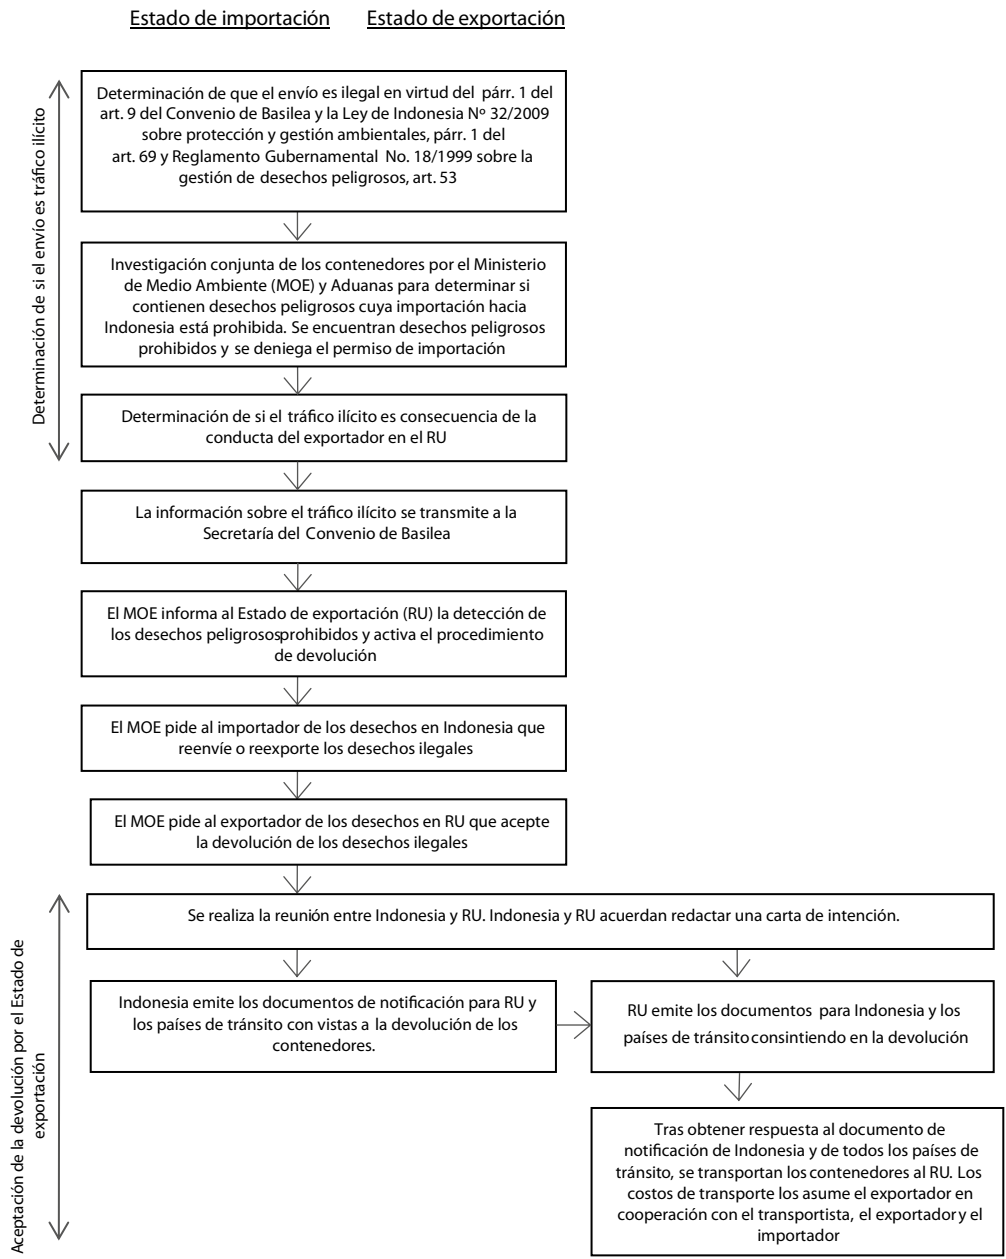 Estado de importación Estado de exportación
Determinación de si el envío es tráfico ilícito
Determinación de que el envío es ilegal en virtud del párr. 1 del
art. 9 del Convenio de Basilea y la Ley de Indonesia Nº 32/2009
sobre protección y gestión ambientales, párr. 1 del
art. 69 y Reglamento Gubernamental No. 18/1999 sobre la
gestión de desechos peligrosos, art. 53
Investigación conjunta de los contenedores por el Ministerio
de Medio Ambiente (MOE) y Aduanas para determinar si
contienen desechos peligrosos cuya importación hacia
Indonesia está prohibida. Se encuentran desechos peligrosos
prohibidos y se deniega el permiso de importación
Determinación de si el tráfico ilícito es consecuencia de la
conducta del exportador en el RU
La información sobre el tráfico ilícito se transmite a la
Secretaría del Convenio de Basilea
El MOE informa al Estado de exportación (RU) la detección de
los desechos peligrososprohibidos y activa el procedimiento
de devolución
El MOE pide al importador de los desechos en Indonesia que
reenvíe o reexporte los desechos ilegales
El MOE pide al exportador de los desechos en RU que acepte
la devolución de los desechos ilegales
Aceptación de la devolución por el Estado de
exportación
Se realiza la reunión entre Indonesia y RU. Indonesia y RU acuerdan redactar una carta de intención.
Indonesia emite los documentos de notificación para RU y
los países de tránsito con vistas a la devolución de los
contenedores.
RU emite los documentos para Indonesia y los
países de tránsito consintiendo en la devolución
Tras obtener respuesta al documento de
notificación de Indonesia y de todos los países de
tránsito, se transportan los contenedores al RU. Los
costos de transporte los asume el exportador en
cooperación con el transportista, el exportador y el
importador